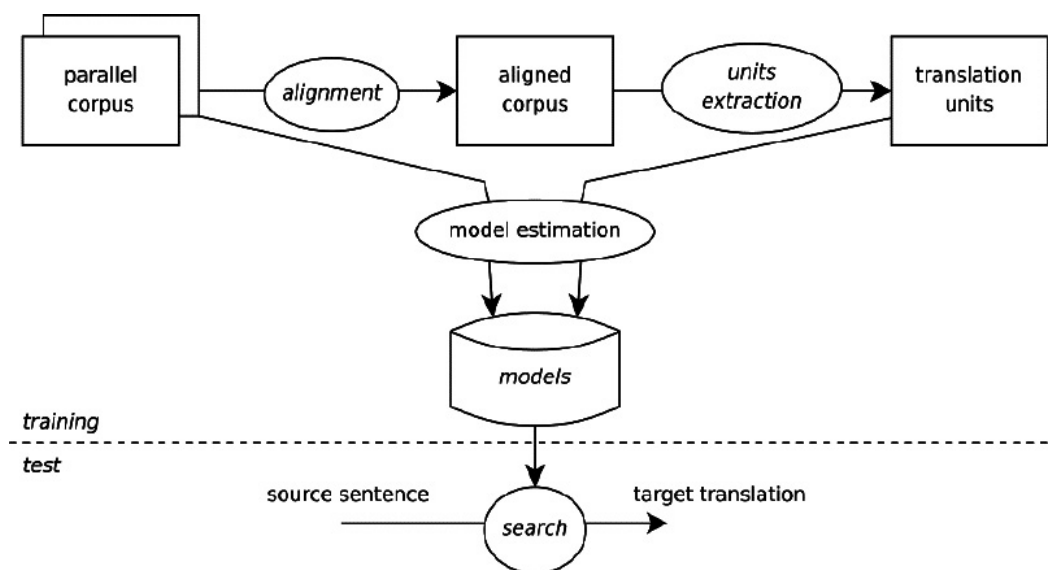 parallel
corpus
alignment
aligned
corpus
units
extraction
translation
units
model estimation
models
training
test
source sentence
target translation
search